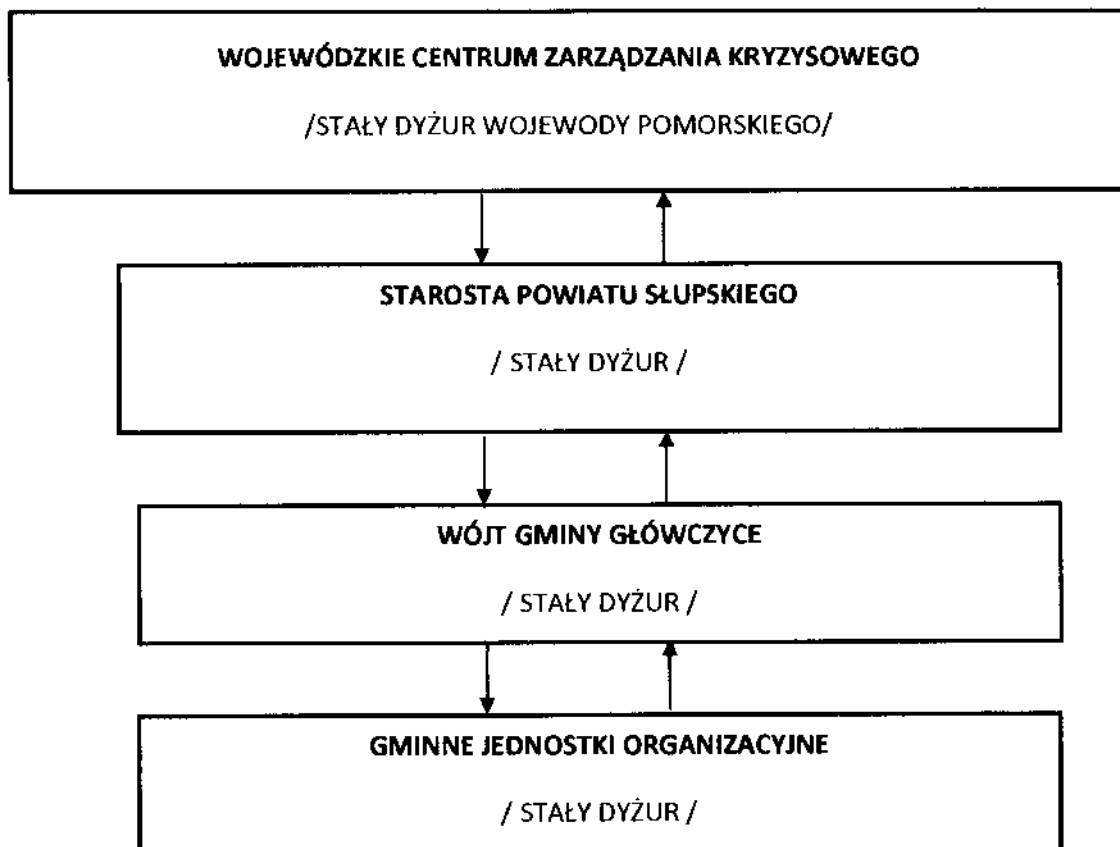 WOJEWÓDZKIE CENTRUM ZARZĄDZANIA KRYZYSOWEGO
/STAŁY DYŻUR WOJEWODY POMORSKIEGO/
STAROSTA POWIATU SŁUPSKIEGO
/ STAŁY DYŻUR /
WÓJT GMINY GŁÓWCZYCE
/ STAŁY DYŻUR /
GMINNE JEDNOSTKI ORGANIZACYJNE
/ STAŁY DYŻUR /